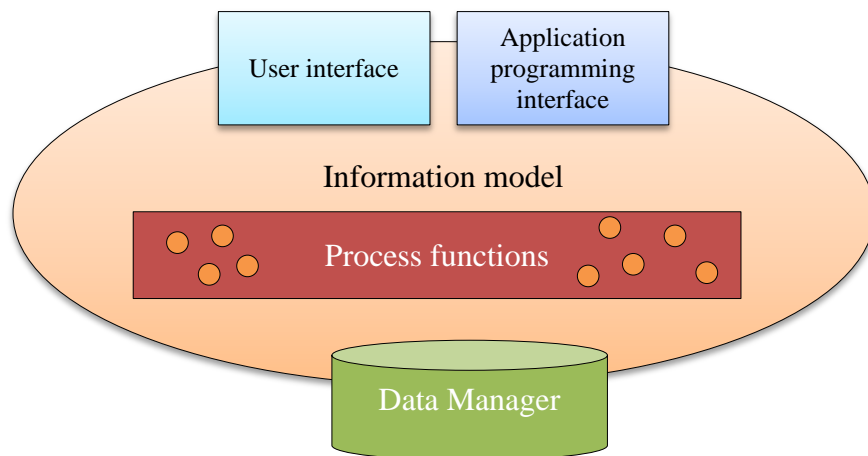 User interface
Application
programming
interface
Information model
Process functions
Data Manager